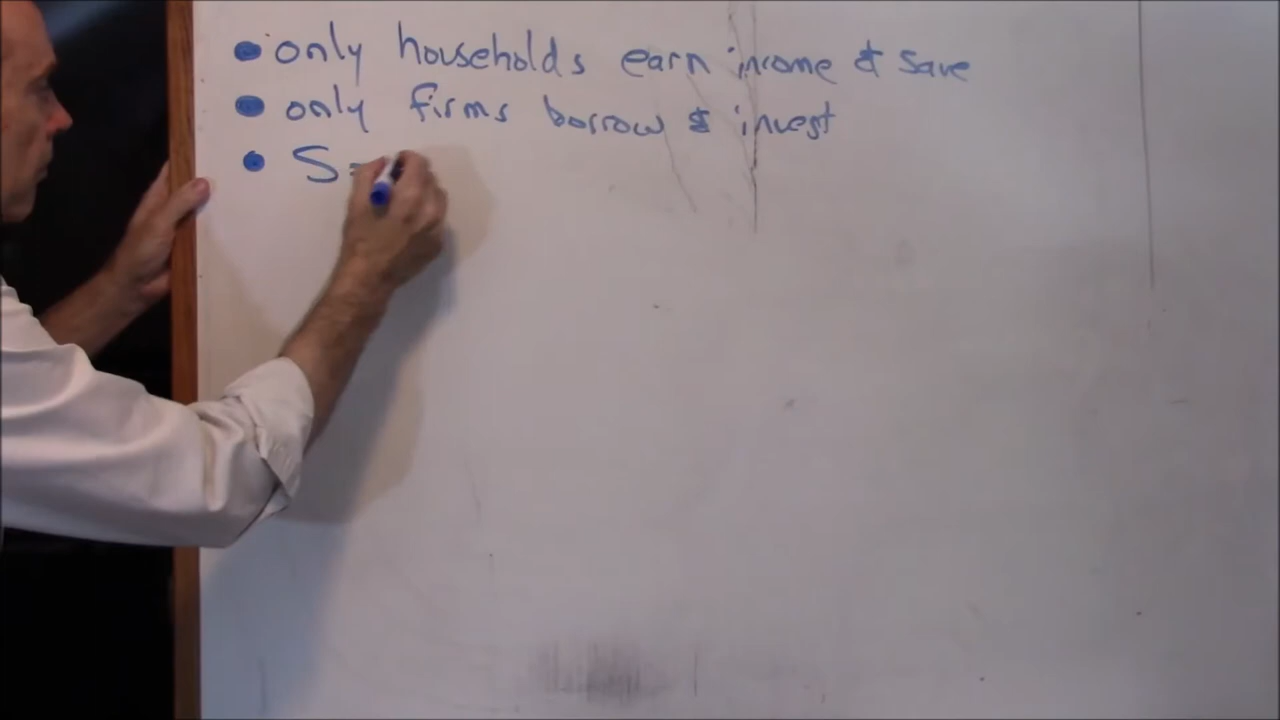 • only households earn income & save
• only firms borrow & invest
• S=